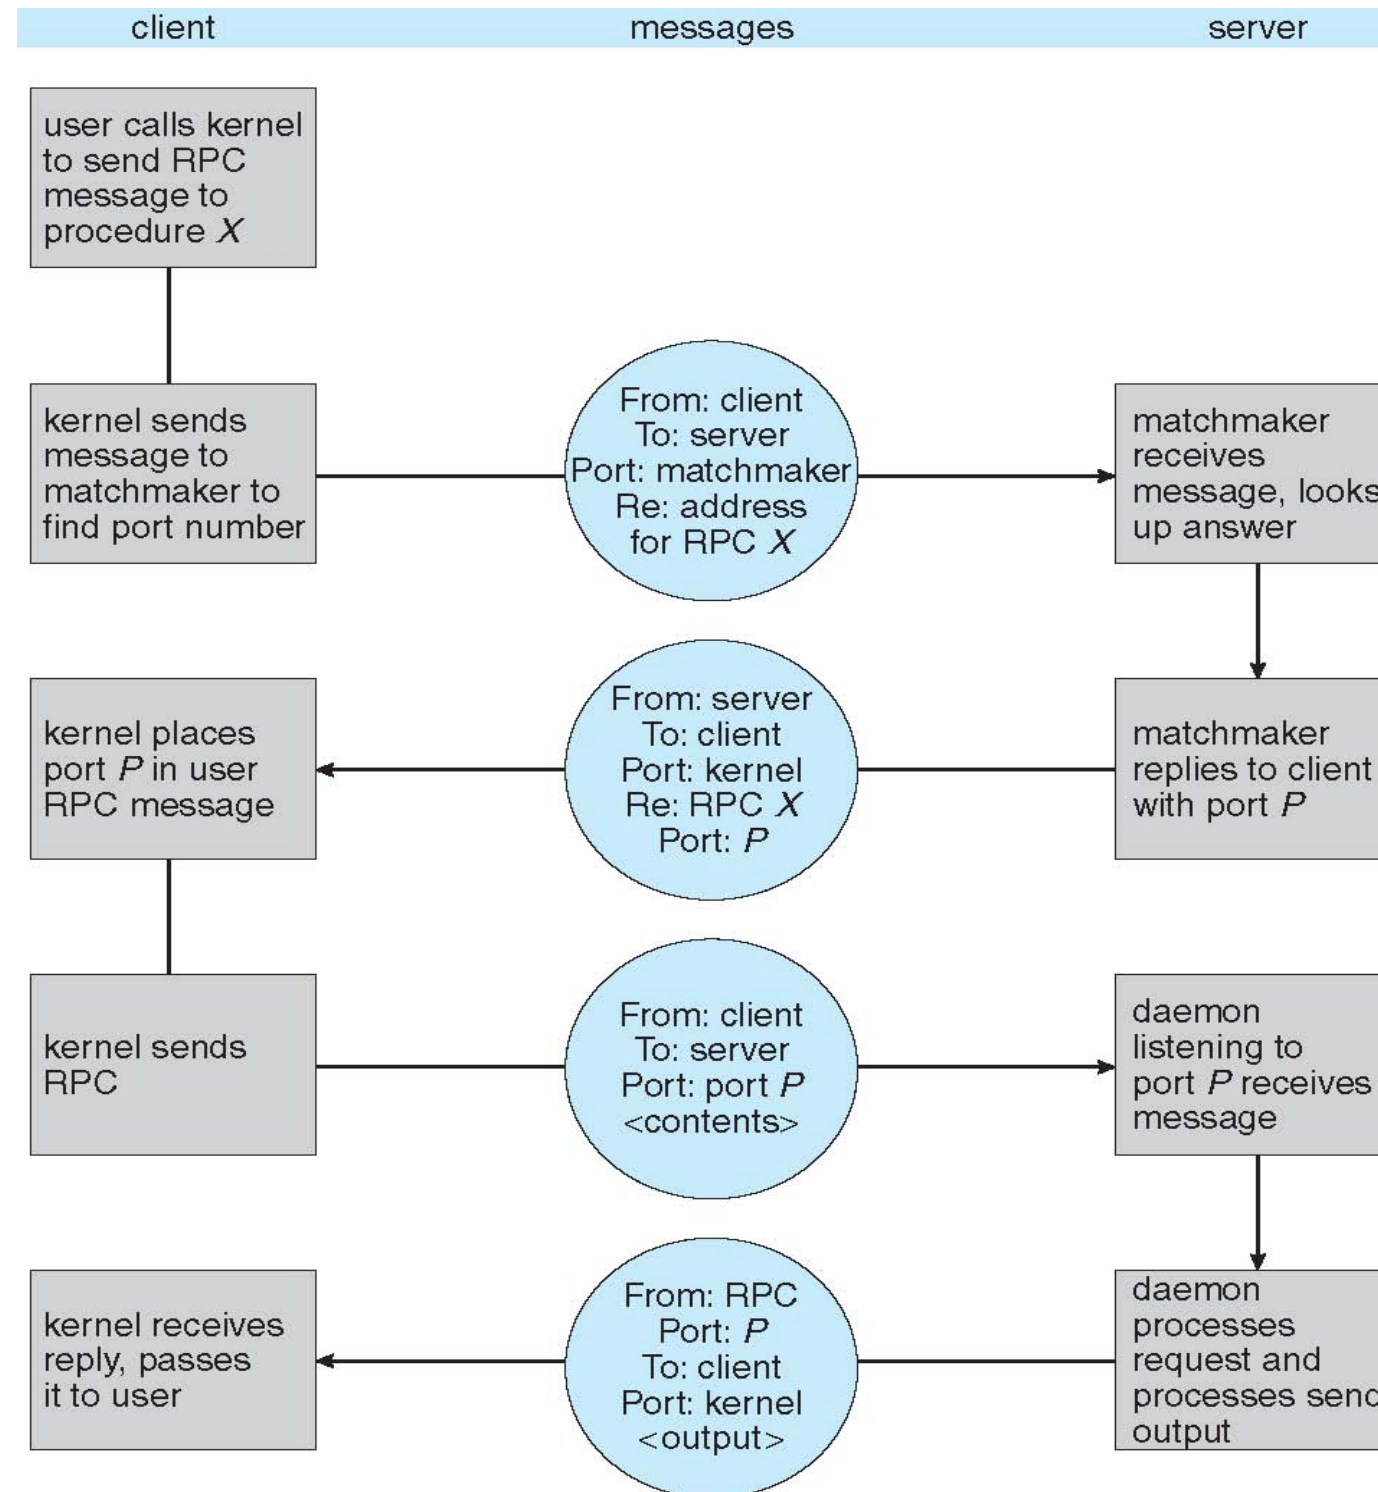 client
messages
server
user calls kernel
to send RPC
message to
procedure X
kernel sends
message to
matchmaker to
find port number
From: client
To: server
Port: matchmaker
Re: address
for RPC X
matchmaker
receives
message, looks
up answer
kernel places
port P in user
RPC message
From: server
To: client
Port: kernel
Re: RPC X
Port: P
matchmaker
replies to client
with port P
kernel sends
RPC
From: client
To: server
Port: port P
<contents>
daemon
listening to
port P receives
message
kernel receives
reply, passes
it to user
From: RPC
Port: P
To: client
Port: kernel
<output>
daemon
processes
request and
processes send
output